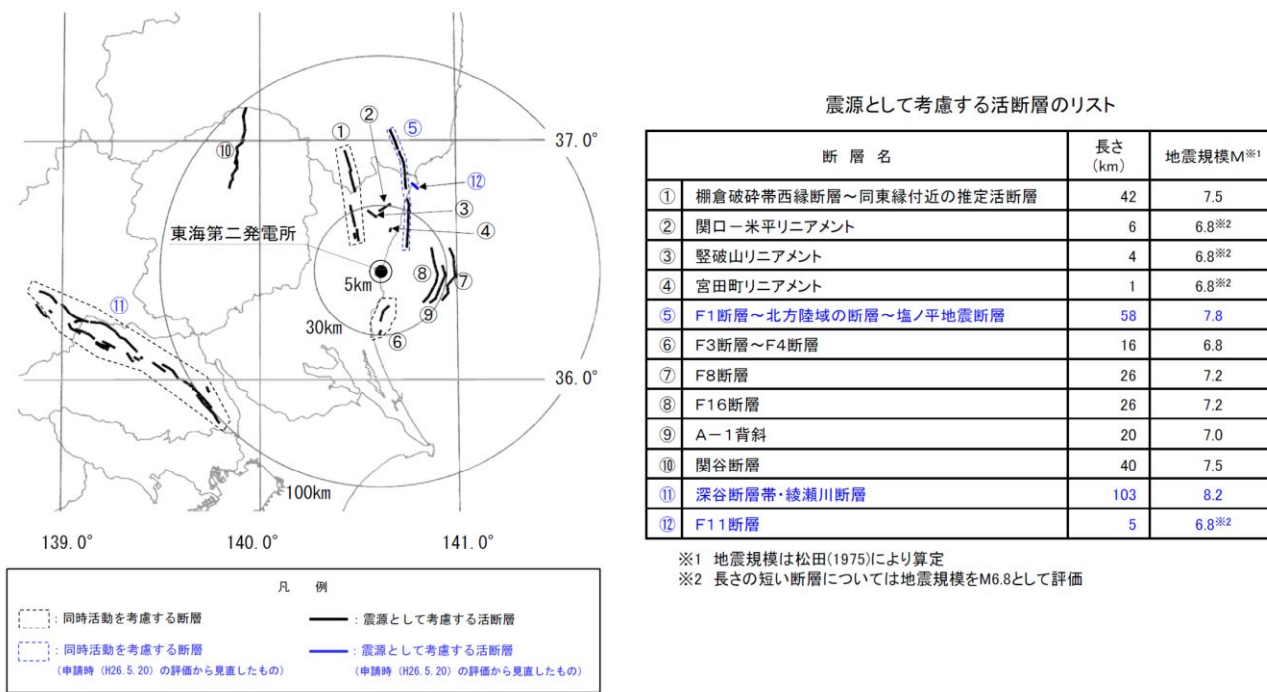 ②
⑤
①
37.0°
⑩
⑫
③
東海第二発電所
④
5km
⑧
⑦
⑪
⑨
30km
⑥
36.0°
100km
139.0°
140.0°
141.0°
凡 例
:同時活動を考慮する断層
:震源として考慮する活断層
:同時活動を考慮する断層
(申請時(H26.5.20)の評価から見直したもの)
:震源として考慮する活断層
(申請時(H26.5.20)の評価から見直したもの)
震源として考慮する活断層のリスト
断 層 名 長さ(km) 地震規模M※1
① 棚倉破砕帯西縁断層～同東縁付近の推定活断層 42 7.5
② 関口－米平リニアメント 6 6.8※2
③ 竪破山リニアメント 4 6.8※2
④ 宮田町リニアメント 1 6.8※2
⑤ F1断層～北方陸域の断層～塩ノ平地震断層 58 7.8
⑥ F3断層～F4断層 16 6.8
⑦ F8断層 26 7.2
⑧ F16断層 26 7.2
⑨ A－1背斜 20 7.0
⑩ 関谷断層 40 7.5
⑪ 深谷断層帯・綾瀬川断層 103 8.2
⑫ F11断層 5 6.8※2
※1 地震規模は松田(1975)により算定
※2 長さの短い断層については地震規模をM6.8として評価